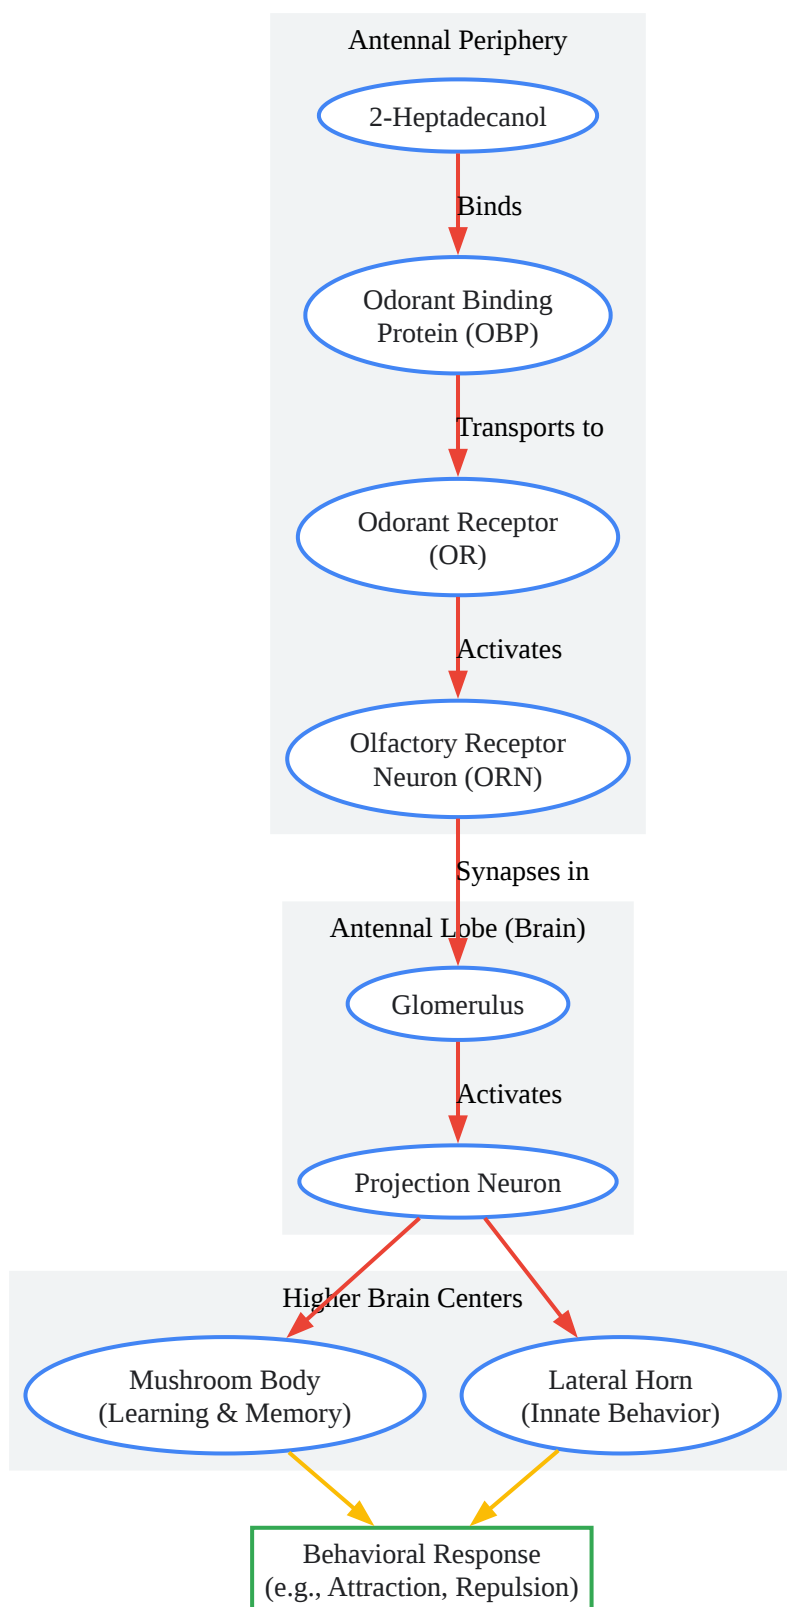 Antennal Periphery
2-Heptadecanol
Binds
Odorant Binding
Protein (OBP)
Transports to
Odorant Receptor
(OR)
Activates
Olfactory Receptor
Neuron (ORN)
Synapses in
Antennal Lobe (Brain)
Glomerulus
Activates
Projection Neuron
Higher Brain Centers
Mushroom Body
(Learning & Memory)
Lateral Horn
(Innate Behavior)
Behavioral Response
(e.g., Attraction, Repulsion)